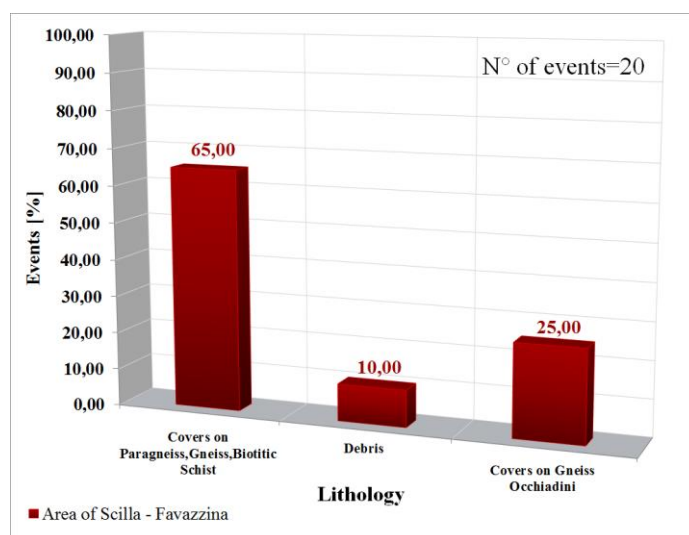 100,00
N° of events=20
90,00
80,00
70,00
65,00
60,00
50,00
40,00
30,00
25,00
20,00
10,00
10,00
0,00
Events [%]
Covers on
Paragneiss,Gneiss,Biotitic
Schist
Debris
Covers on Gneiss
Occhiadini
Lithology
Area of Scilla - Favazzina